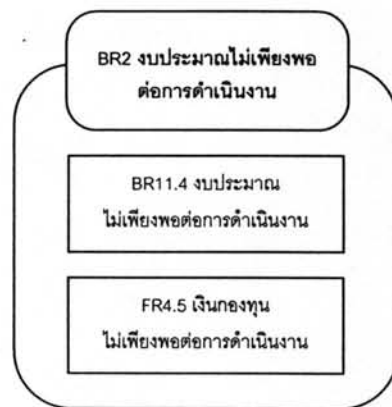 BR2 งบประมาณไม่เพียงพอ
ต่อการดำเนินงาน
BR11.4 งบประมาณ
ไม่เพียงพอต่อการดำเนินงาน
FR4.5 เงินกองทุน
ไม่เพียงพอต่อการดำเนินงาน